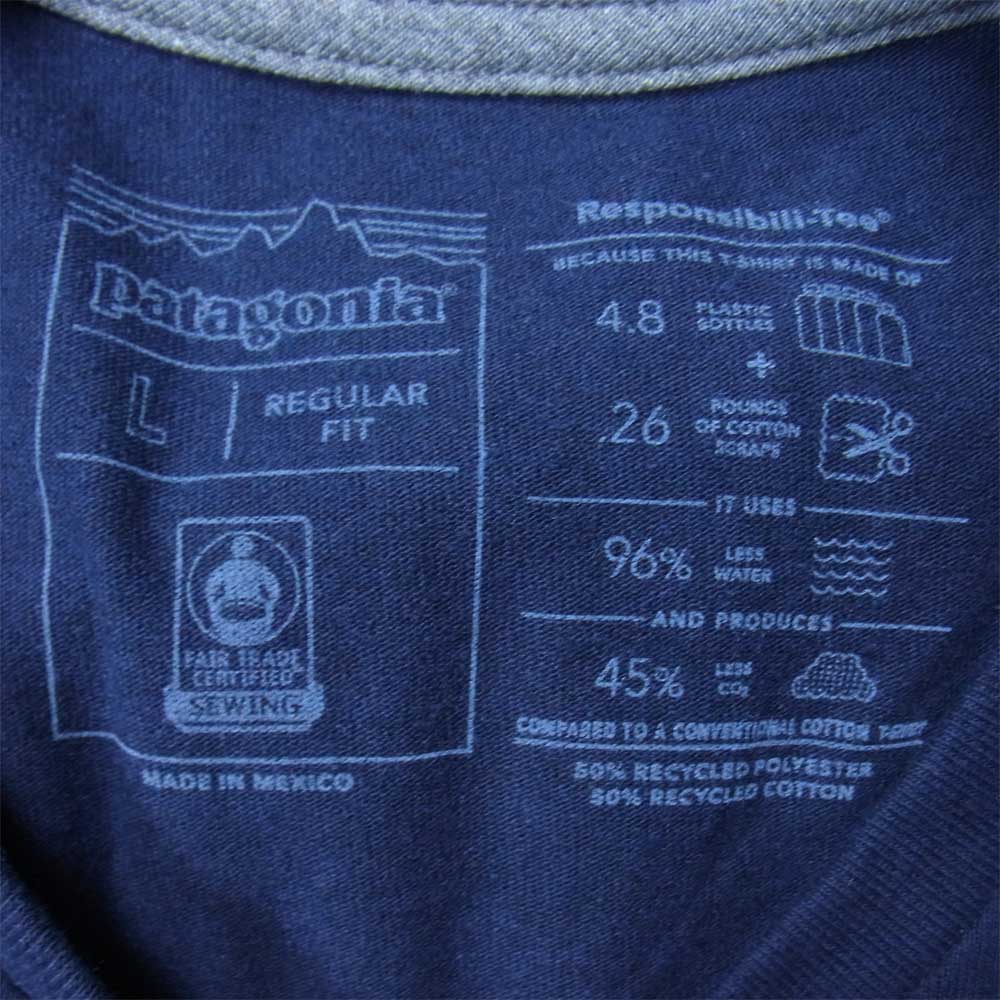 patagonia®
L
REGULAR
FIT
FAIR TRADE
CERTIFIED™
SEWING
MADE IN MEXICO
Responsibili-Tee®
BECAUSE THIS T-SHIRT IS MADE OF
4.8 PLASTIC
BOTTLES
+
.26 POUNDS
OF COTTON
SCRAPS
IT USES
96% LESS
WATER
AND PRODUCES
45% LESS
CO₂
COMPARED TO A CONVENTIONAL COTTON T-SHIRT
50% RECYCLED POLYESTER
50% RECYCLED COTTON